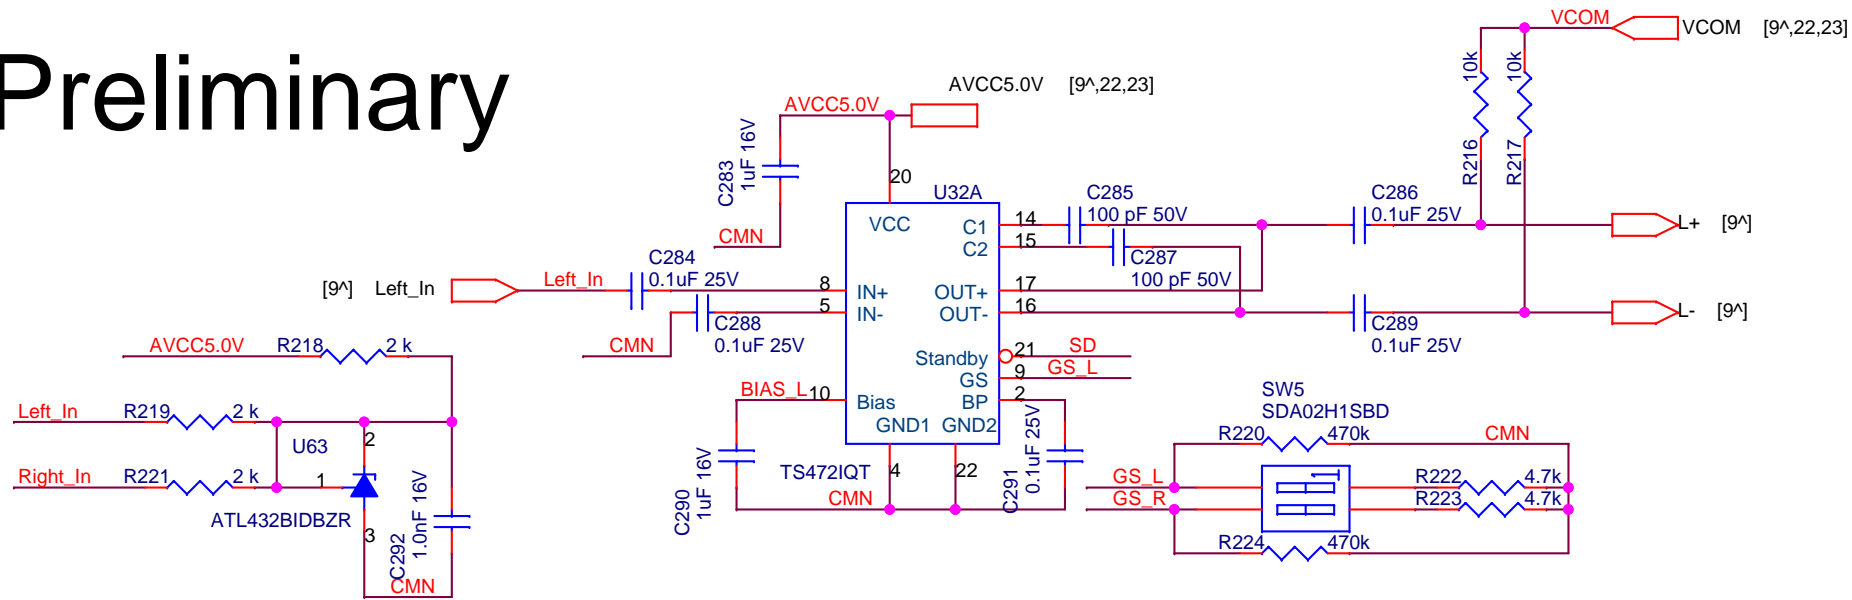 Preliminary
VCOM
VCOM [9^,22,23]
10k
10k
R216
R217
AVCC5.0V [9^,22,23]
AVCC5.0V
C283
1uF 16V
CMN
20
U32A
VCC
C1
C2
14
15
C285
100 pF 50V
C287
100 pF 50V
C286
0.1uF 25V
L+ [9^]
[9^] Left_In
Left_In
C284
0.1uF 25V
8
5
IN+
IN-
OUT+
OUT-
17
16
C288
0.1uF 25V
CMN
C289
0.1uF 25V
L- [9^]
AVCC5.0V
R218
2 k
Standby
GS
BP
21
9
2
SD
GS_L
BIAS_L
10
Bias
GND1
GND2
Left_In
R219
2 k
U63
2
Right_In
R221
2 k
1
ATL432BIDBZR
3
C292
1.0nF 16V
CMN
C290
1uF 16V
TS472IQT
4
22
CMN
C291
0.1uF 25V
SW5
SDA02H1SBD
R220
470k
CMN
GS_L
GS_R
1
R222
4.7k
R223
4.7k
R224
470k